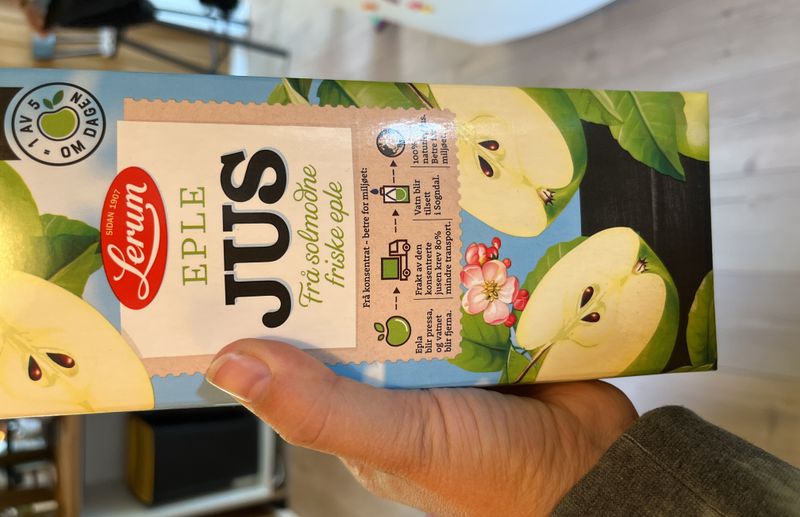 1 AV 5
OM DAGEN
SIDAN 1907
Lerum
EPLE
JUS
Frå solmodne
friske eple
Frå konsentrat - betre for miljøet:
Epla
blir pressa,
og vatnet
blir fjerna.
Frakt av den
konsentrerte
jusen krev 80%
mindre transport.
Vatn blir
tilsett
i Sogndal.
100%
Betre
miljøet.